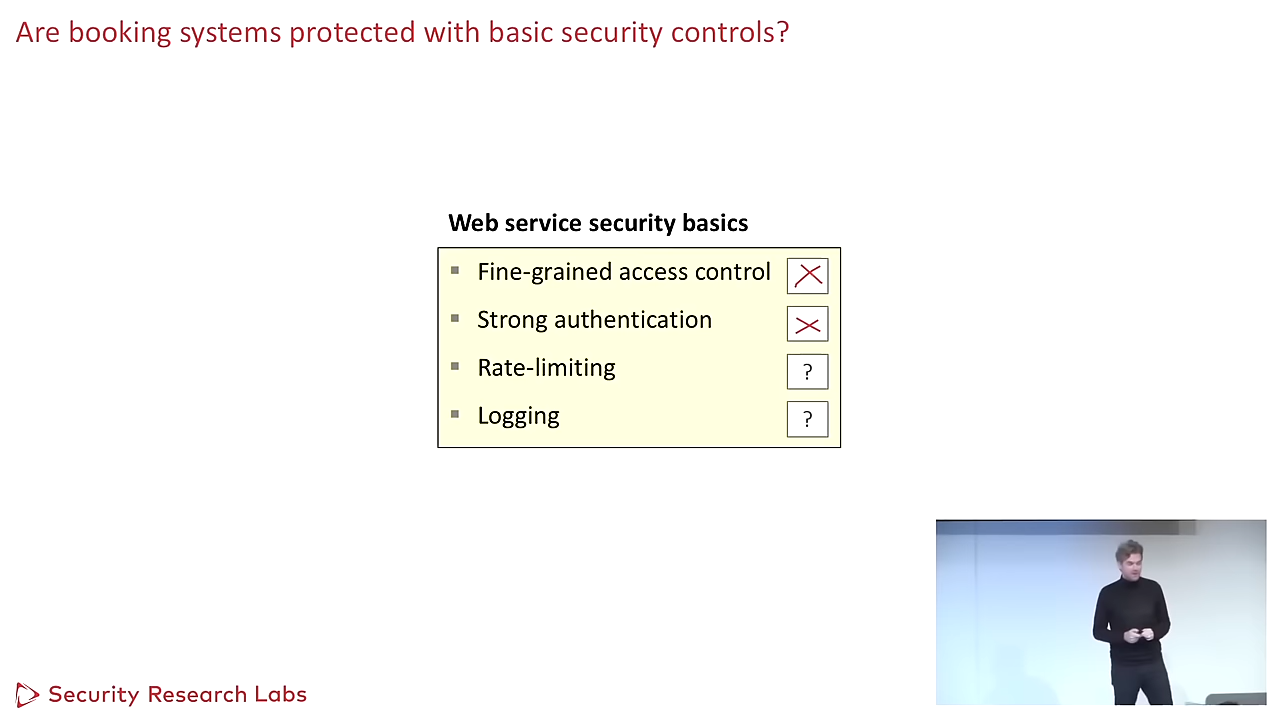 Are booking systems protected with basic security controls?
Web service security basics
Fine-grained access control
Strong authentication
Rate-limiting ?
Logging ?
Security Research Labs